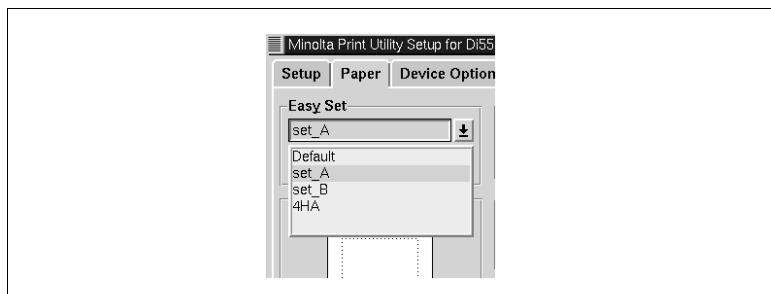 Minolta Print Utility Setup for Di55
Setup Paper Device Option
Easy Set
set_A
Default
set_A
set_B
4HA